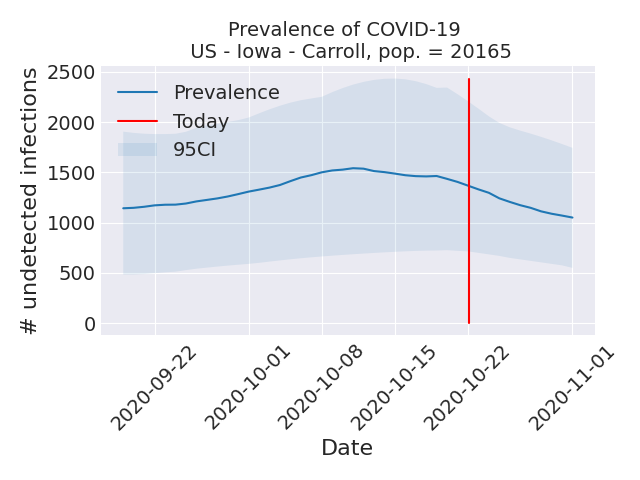 Prevalence of COVID-19
US - Iowa - Carroll, pop. = 20165
# undetected infections
2500
2000
1500
1000
500
0
Prevalence
Today
95CI
2020-09-22
2020-10-01
2020-10-08
2020-10-15
2020-10-22
2020-11-01
Date